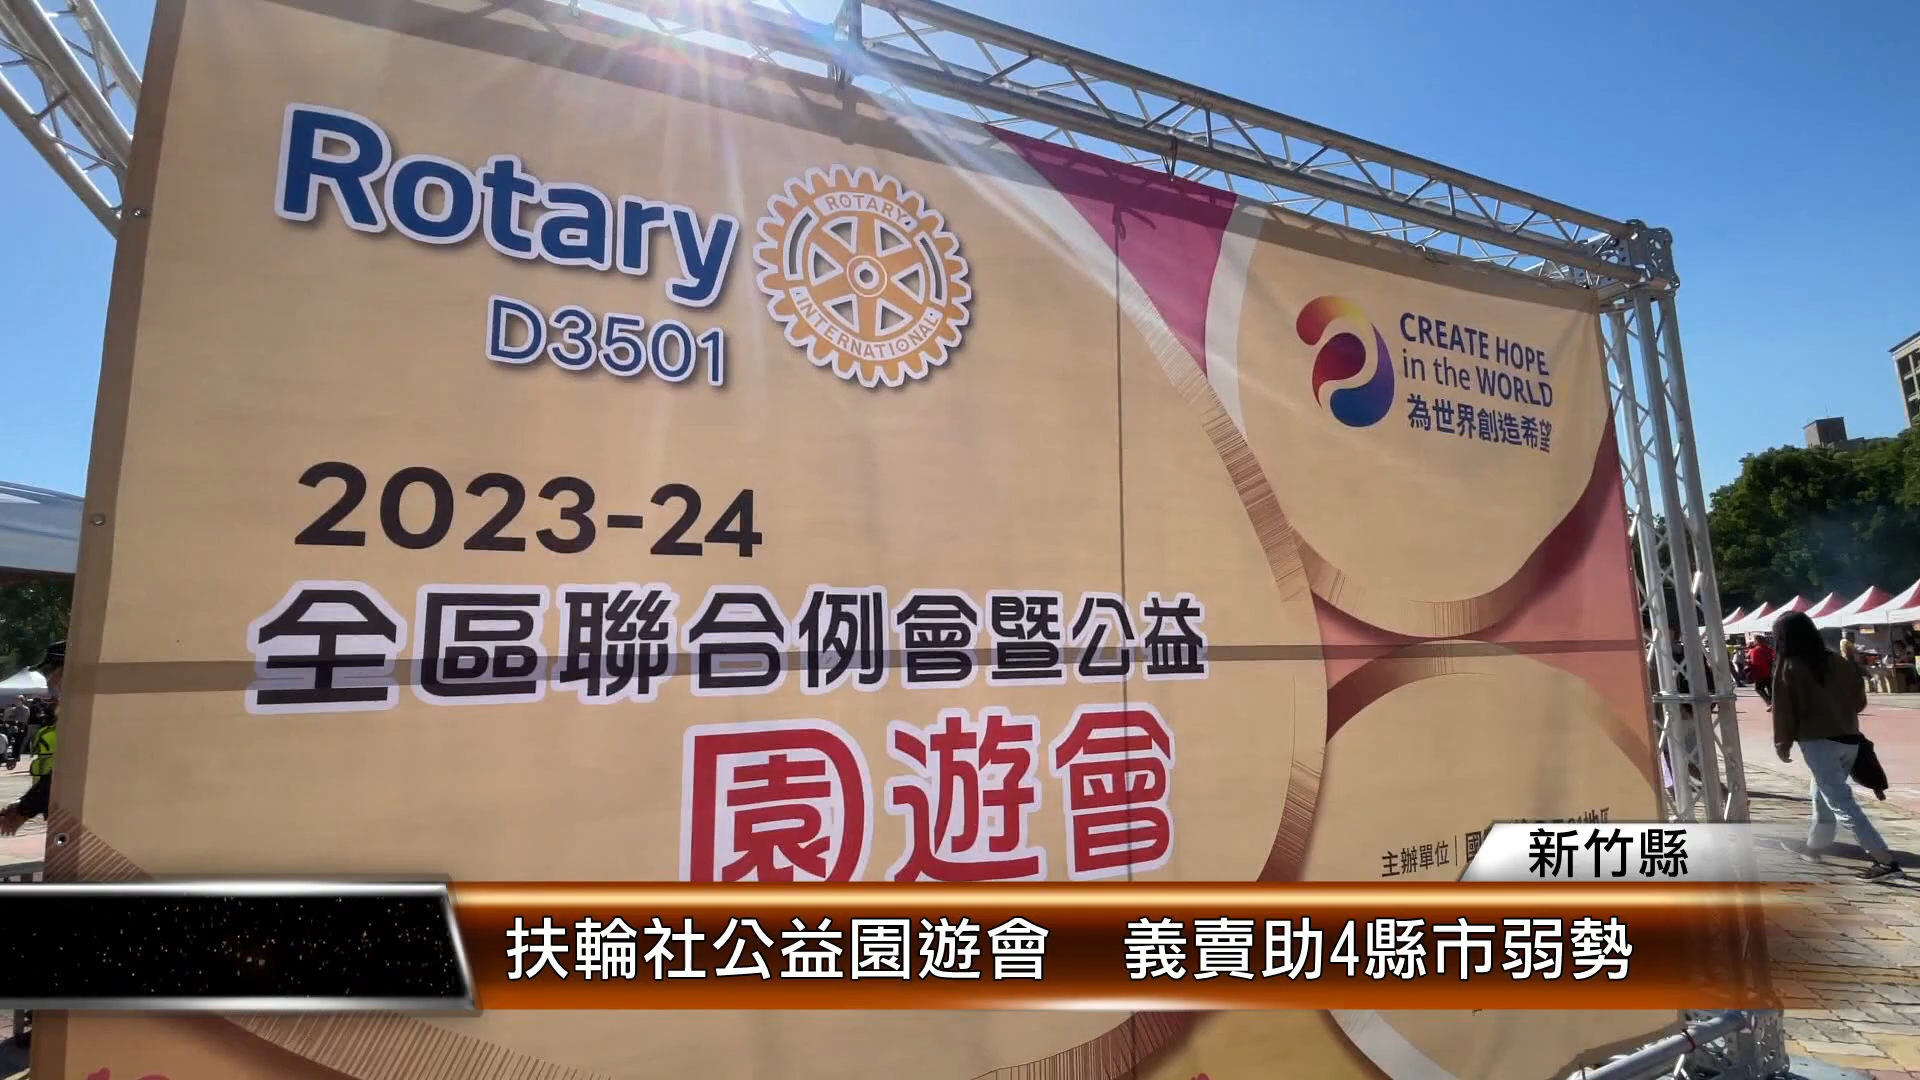 Rotary
D3501
ROTARY
INTERNATIONAL
CREATE HOPE
in the WORLD
為世界創造希望
2023-24
全區聯合例會暨公益
園遊會
主辦單位|
新竹縣
扶輪社公益園遊會 義賣助4縣市弱勢